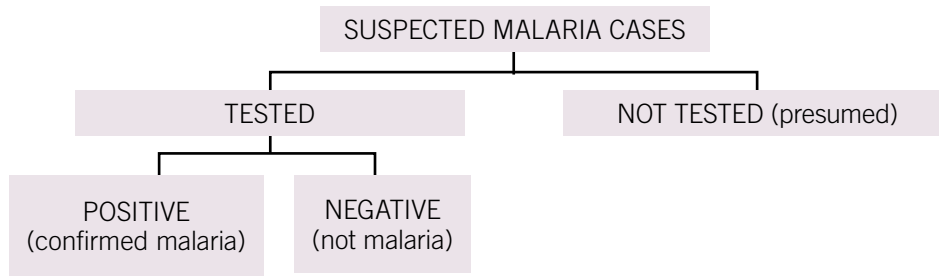 SUSPECTED MALARIA CASES
TESTED
NOT TESTED (presumed)
POSITIVE
(confirmed malaria)
NEGATIVE
(not malaria)